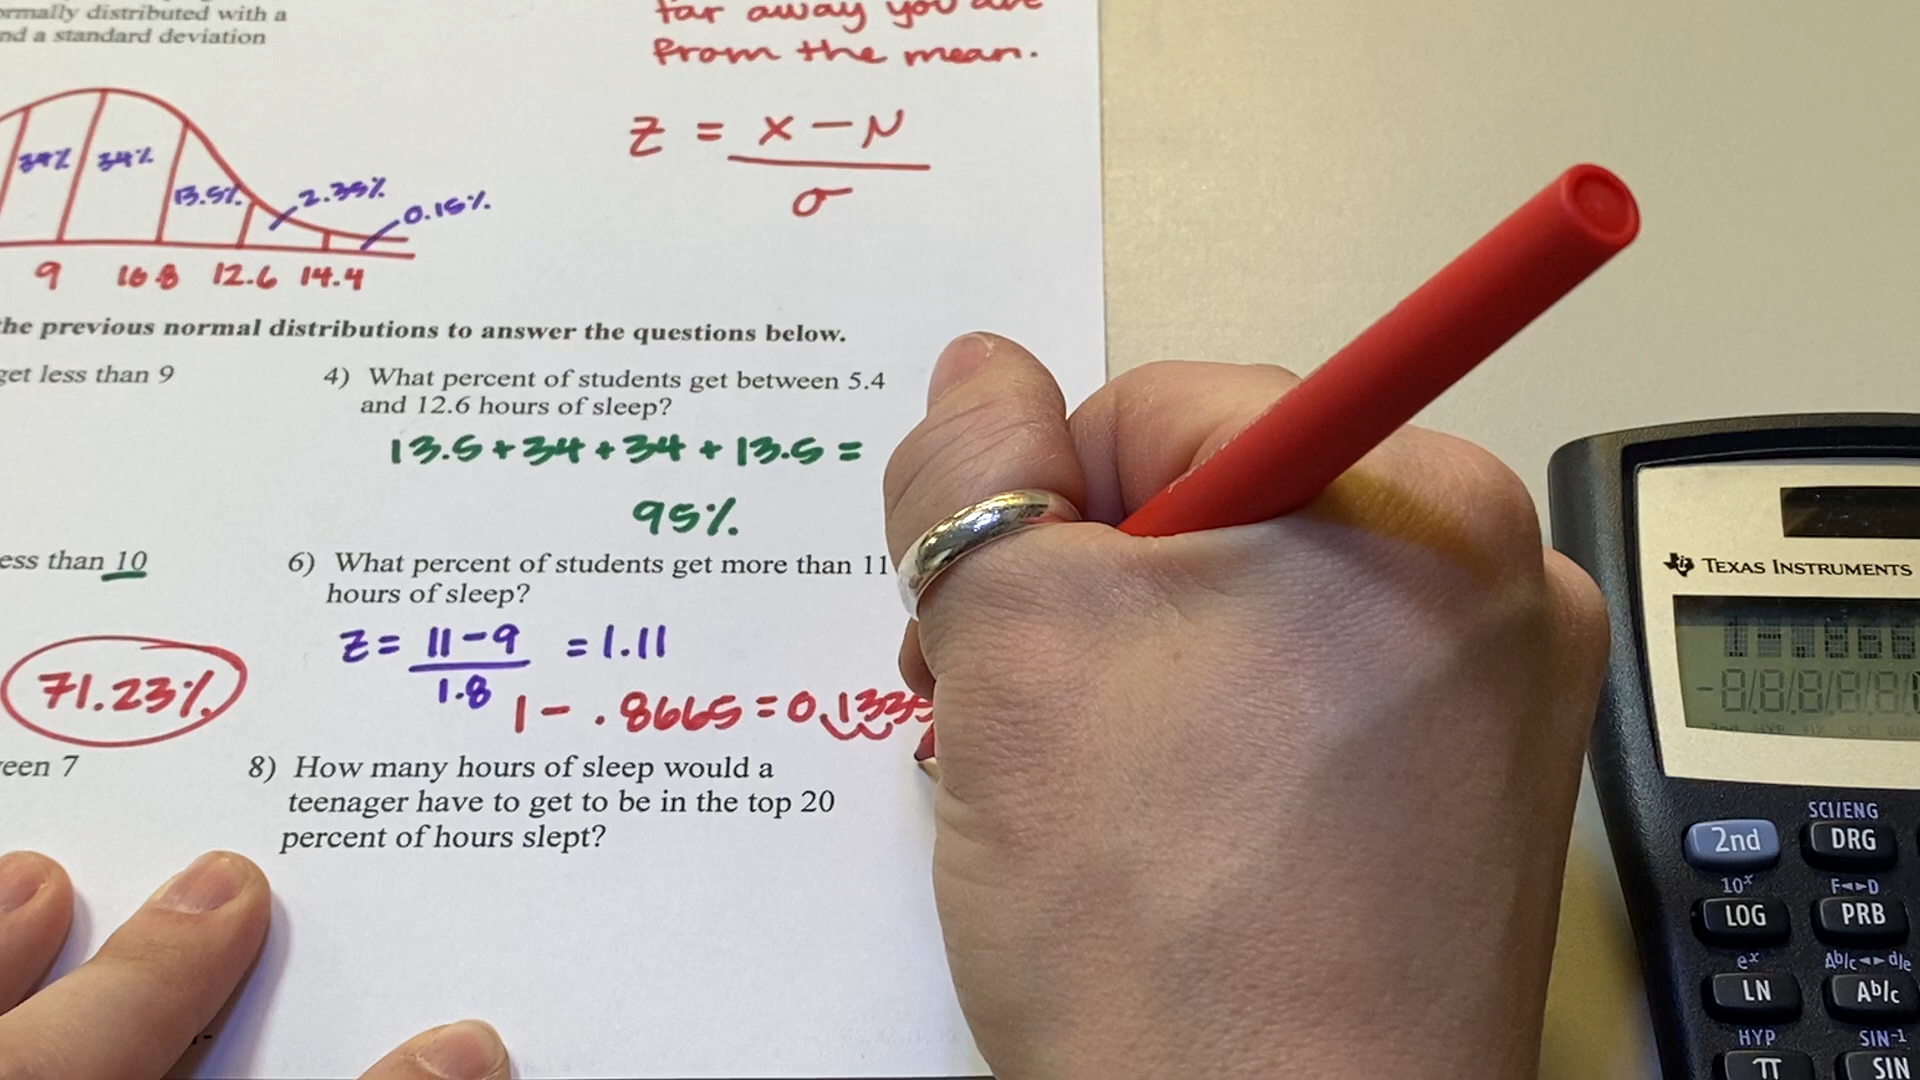 ormally distributed with a
nd a standard deviation
far away you are
from the mean.
z = x - μ
σ
34% 34% 13.5% 2.35% 0.15%
9 10.8 12.6 14.4
he previous normal distributions to answer the questions below.
get less than 9
4) What percent of students get between 5.4
and 12.6 hours of sleep?
13.5 + 34 + 34 + 13.5 =
95%
ess than 10
6) What percent of students get more than 11
hours of sleep?
z = 11 - 9 = 1.11
1.8
71.23%
1 - .8665 = 0.1335
een 7
8) How many hours of sleep would a
teenager have to get to be in the top 20
percent of hours slept?
TEXAS INSTRUMENTS
SCI/ENG
2nd DRG
10ˣ F◄►D
LOG PRB
eˣ Ab/c◄►d/e
LN Ab/c
HYP SIN⁻¹
π SIN